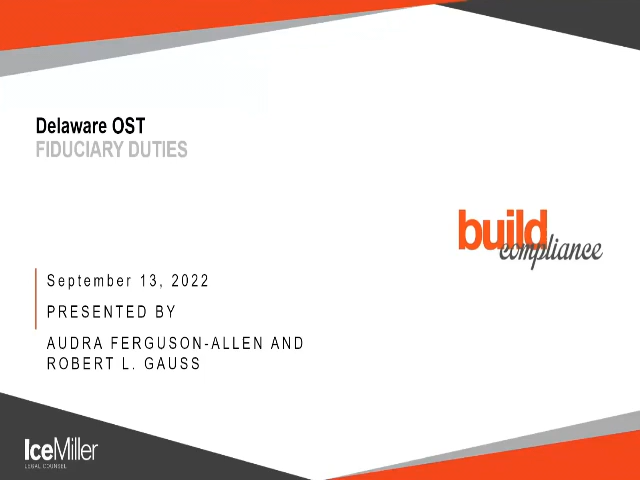 Delaware OST
FIDUCIARY DUTIES
build
compliance
September 13, 2022
PRESENTED BY
AUDRA FERGUSON-ALLEN AND
ROBERT L. GAUSS
IceMiller
LEGAL COUNSEL